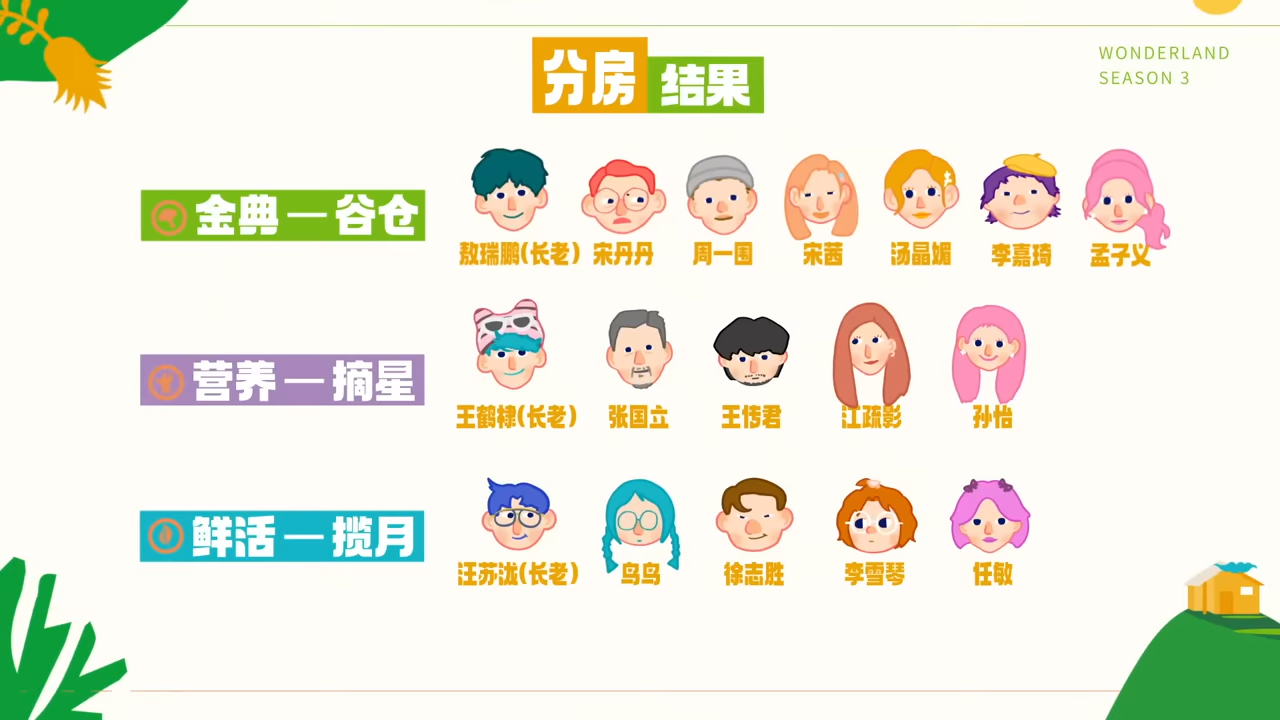 WONDERLAND
SEASON 3
分房 结果
金典—谷仓
敖瑞鹏(长老) 宋丹丹 周一围 宋茜 汤晶媚 李嘉琦 孟子义
营养—摘星
王鹤棣(长老) 张国立 王传君 江疏影 孙怡
鲜活—揽月
汪苏泷(长老) 鸟鸟 徐志胜 李雪琴 任敏